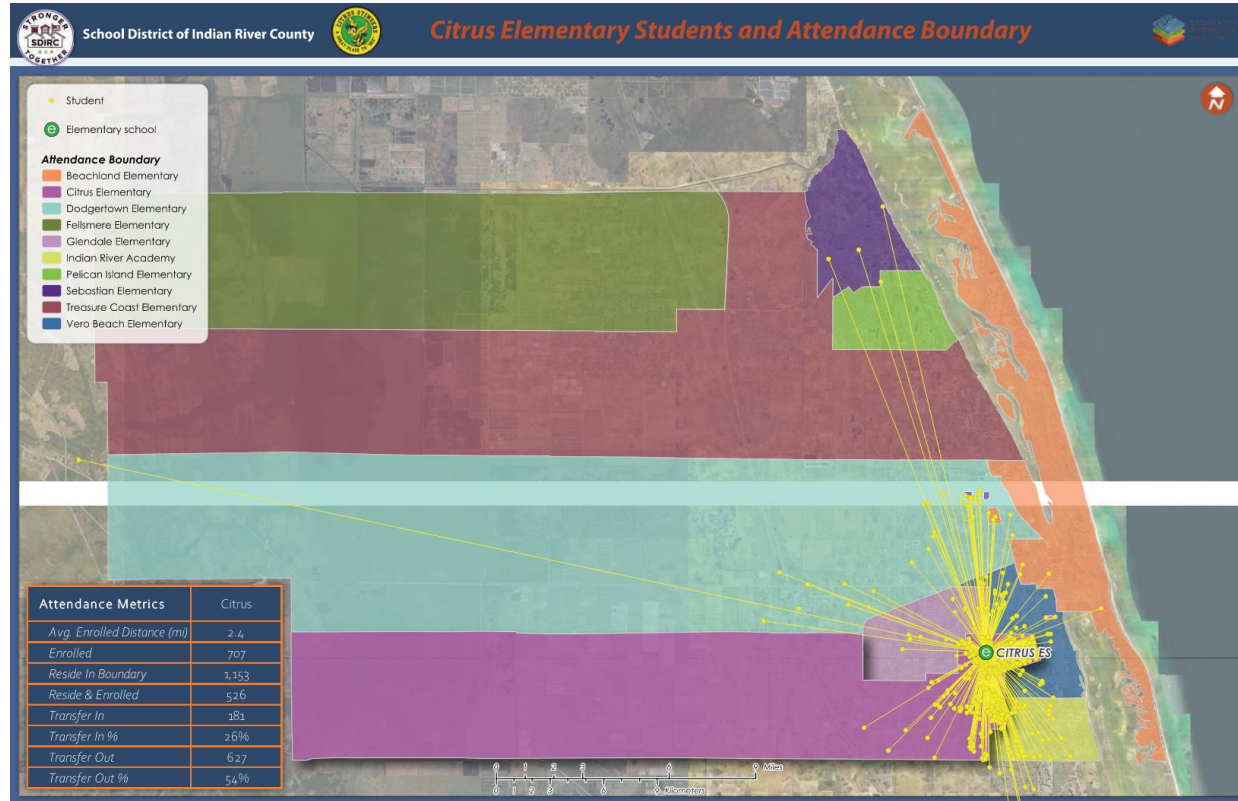 STRONGER
SDIRC
TOGETHER
School District of Indian River County
CITRUS STINGERS
Citrus Elementary Students and Attendance Boundary
N
Student
e Elementary school
Attendance Boundary
Beachland Elementary
Citrus Elementary
Dodgertown Elementary
Fellsmere Elementary
Glendale Elementary
Indian River Academy
Pelican Island Elementary
Sebastian Elementary
Treasure Coast Elementary
Vero Beach Elementary
e CITRUS ES
Attendance Metrics Citrus
Avg. Enrolled Distance (mi) 2.4
Enrolled 707
Reside In Boundary 1,153
Reside & Enrolled 526
Transfer In 181
Transfer In % 26%
Transfer Out 627
Transfer Out % 54%
0 1 2 3 6 9 Miles
0 1 2 3 6 9 Kilometers